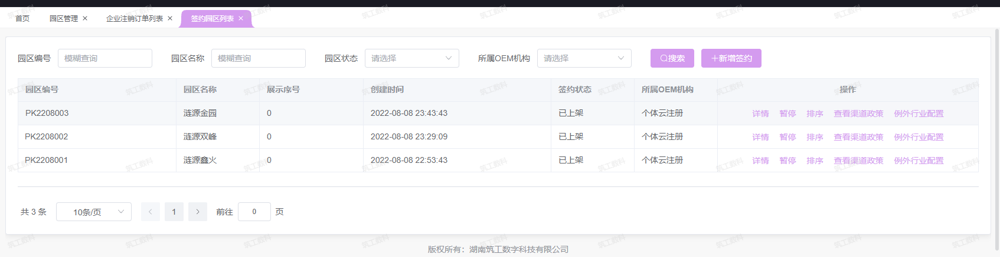 首页 园区管理 × 企业注销订单列表 × 签约园区列表 ×
园区编号 模糊查询 园区名称 模糊查询 园区状态 请选择 所属OEM机构 请选择 搜索 +新增签约
园区编号 园区名称 展示序号 创建时间 签约状态 所属OEM机构 操作
PK2208003 涟源金园 0 2022-08-08 23:43:43 已上架 个体云注册 详情 暂停 排序 查看渠道政策 例外行业配置
PK2208002 涟源双峰 0 2022-08-08 23:29:09 已上架 个体云注册 详情 暂停 排序 查看渠道政策 例外行业配置
PK2208001 涟源鑫火 0 2022-08-08 22:53:43 已上架 个体云注册 详情 暂停 排序 查看渠道政策 例外行业配置
共 3 条 10条/页 < 1 > 前往 0 页
版权所有：湖南筑工数字科技有限公司
筑工数科